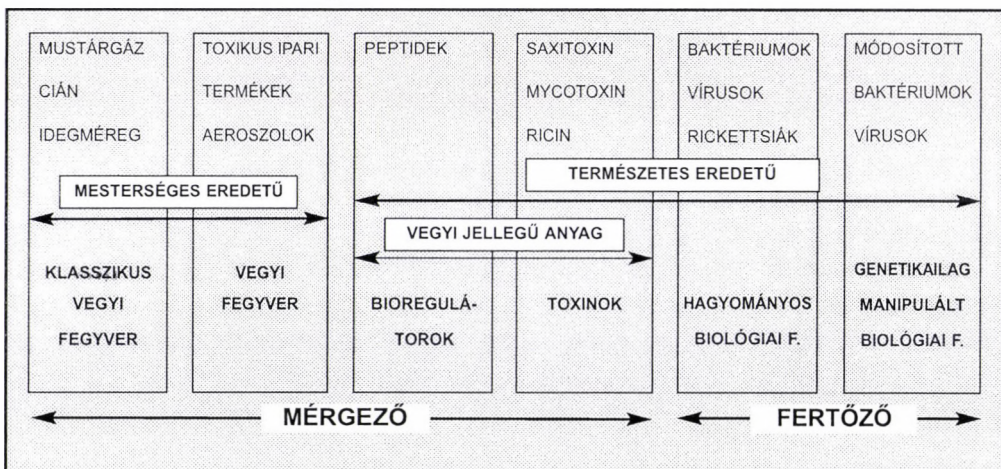 MUSTÁRGÁZ
CIÁN
IDEGMÉREG
TOXIKUS IPARI
TERMÉKEK
AEROSZOLOK
PEPTIDEK
SAXITOXIN
MYCOTOXIN
RICIN
BAKTÉRIUMOK
VÍRUSOK
RICKETTSIÁK
MÓDOSÍTOTT
BAKTÉRIUMOK
VÍRUSOK
MESTERSÉGES EREDETŰ
TERMÉSZETES EREDETŰ
VEGYI JELLEGŰ ANYAG
KLASSZIKUS
VEGYI
FEGYVER
VEGYI
FEGYVER
BIOREGULÁ-
TOROK
TOXINOK
HAGYOMÁNYOS
BIOLÓGIAI F.
GENETIKAILAG
MANIPULÁLT
BIOLÓGIAI F.
MÉRGEZŐ
FERTŐZŐ